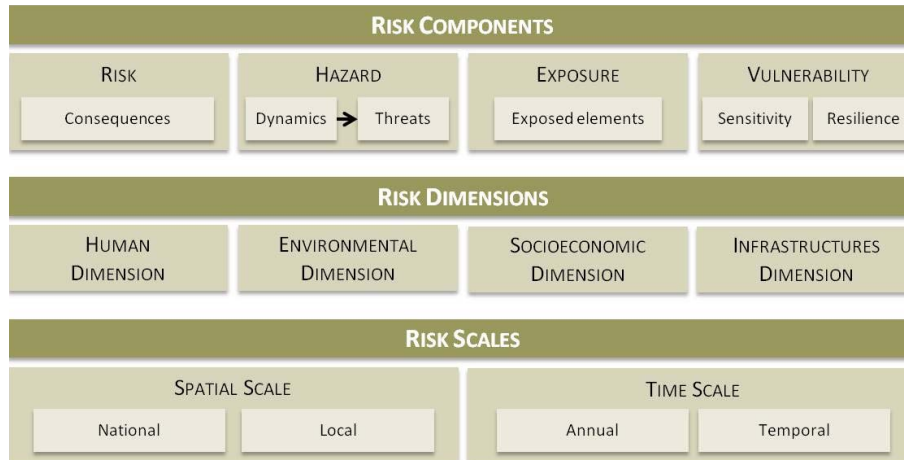 RISK COMPONENTS
RISK
HAZARD
EXPOSURE
VULNERABILITY
Consequences
Dynamics
Threats
Exposed elements
Sensitivity
Resilience
RISK DIMENSIONS
HUMAN
DIMENSION
ENVIRONMENTAL
DIMENSION
SOCIOECONOMIC
DIMENSION
INFRASTRUCTURES
DIMENSION
RISK SCALES
SPATIAL SCALE
TIME SCALE
National
Local
Annual
Temporal